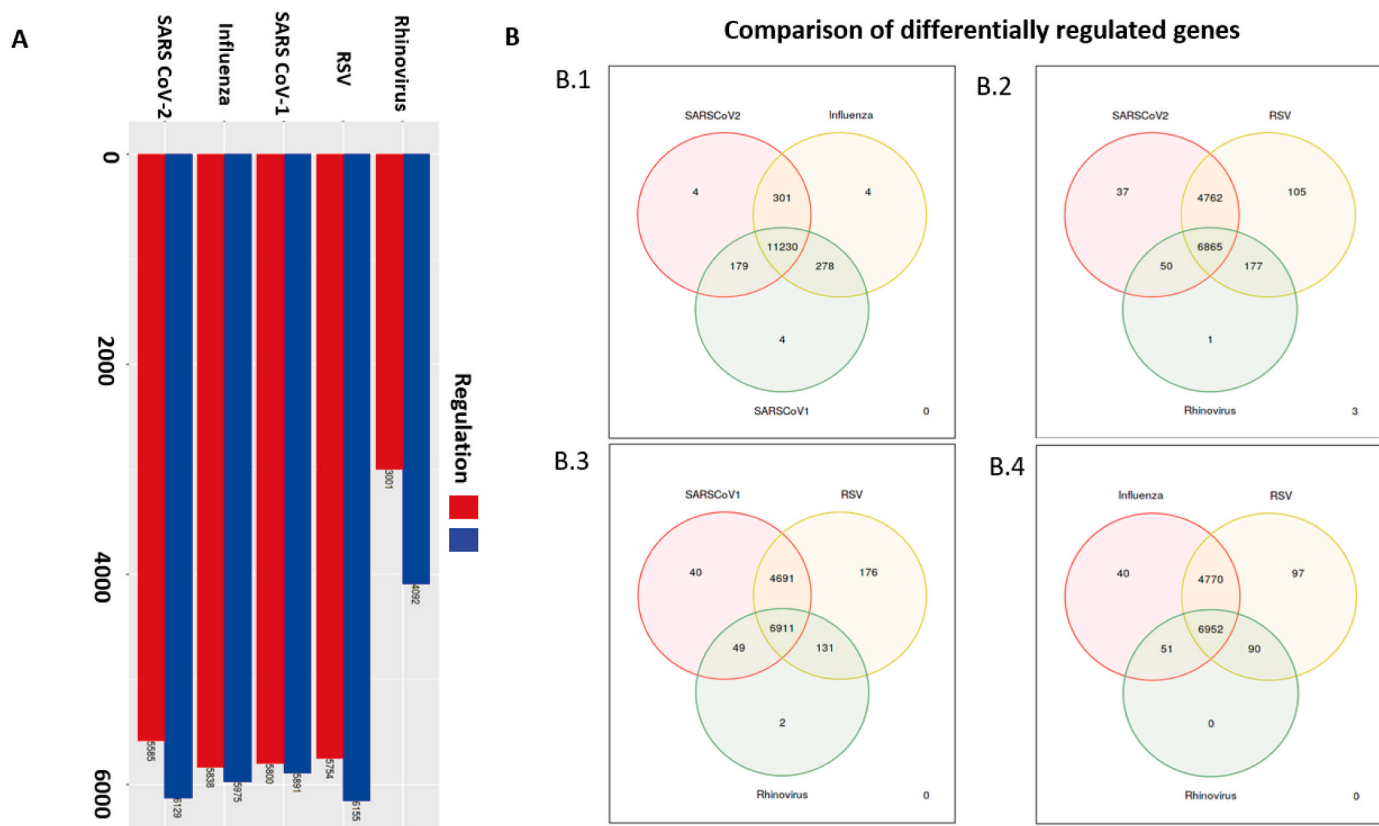 A
SARS CoV-2
Influenza
SARS CoV-1
RSV
Rhinovirus
0
2000
4000
6000
5585
6129
5838
5975
5800
5891
5754
6155
3001
4092
Regulation
B
Comparison of differentially regulated genes
B.1
SARSCoV2
Influenza
4
301
4
11230
179
278
4
SARSCoV1
0
B.2
SARSCoV2
RSV
37
4762
105
6865
50
177
1
Rhinovirus
3
B.3
SARSCoV1
RSV
40
4691
176
6911
49
131
2
Rhinovirus
0
B.4
Influenza
RSV
40
4770
97
6952
51
90
0
Rhinovirus
0